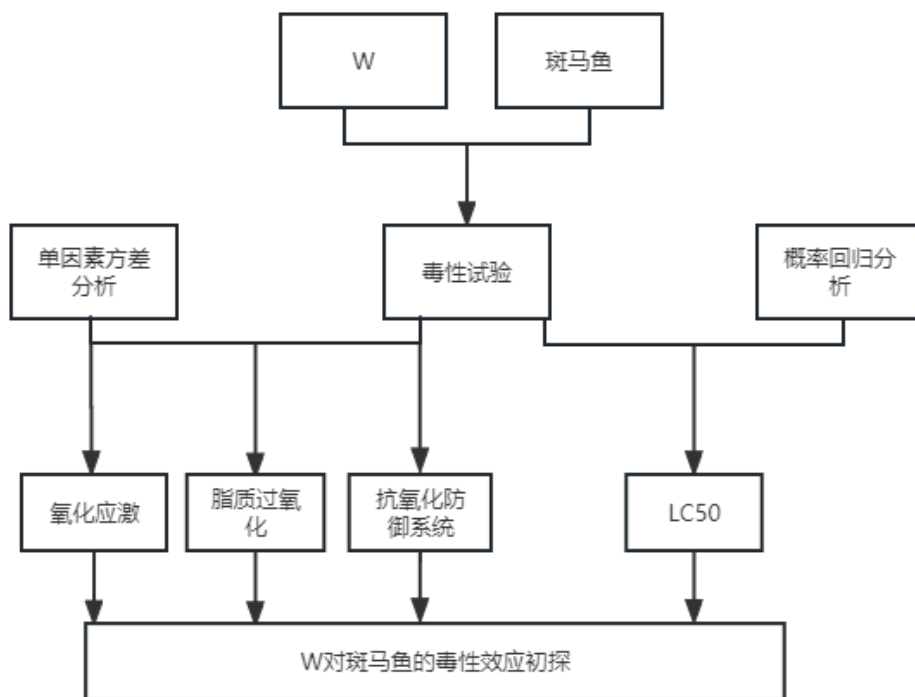 W
斑马鱼
单因素方差
分析
毒性试验
概率回归分
析
氧化应激
脂质过氧
化
抗氧化防
御系统
LC50
W对斑马鱼的毒性效应初探